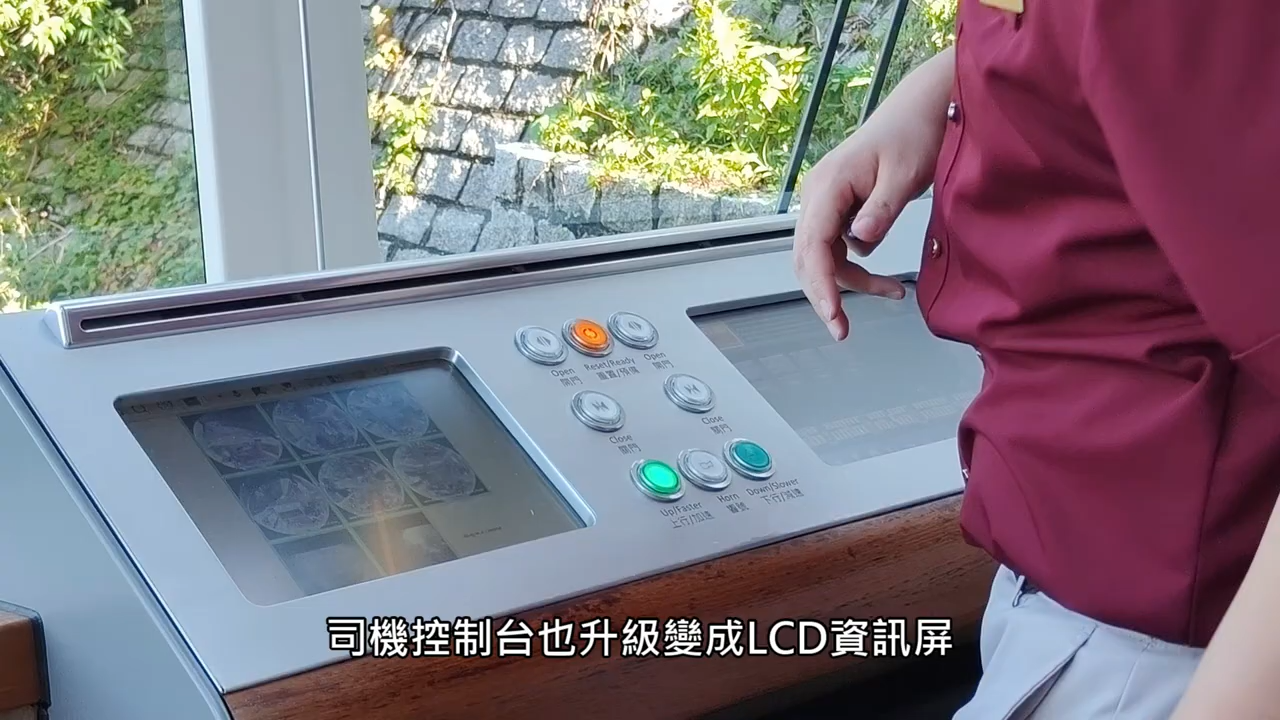 Open
開門
Reset/Ready
重置/預備
Open
開門
Close
關門
Close
關門
Up/Faster
上行/加速
Horn
響號
Down/Slower
下行/減速
司機控制台也升級變成LCD資訊屏